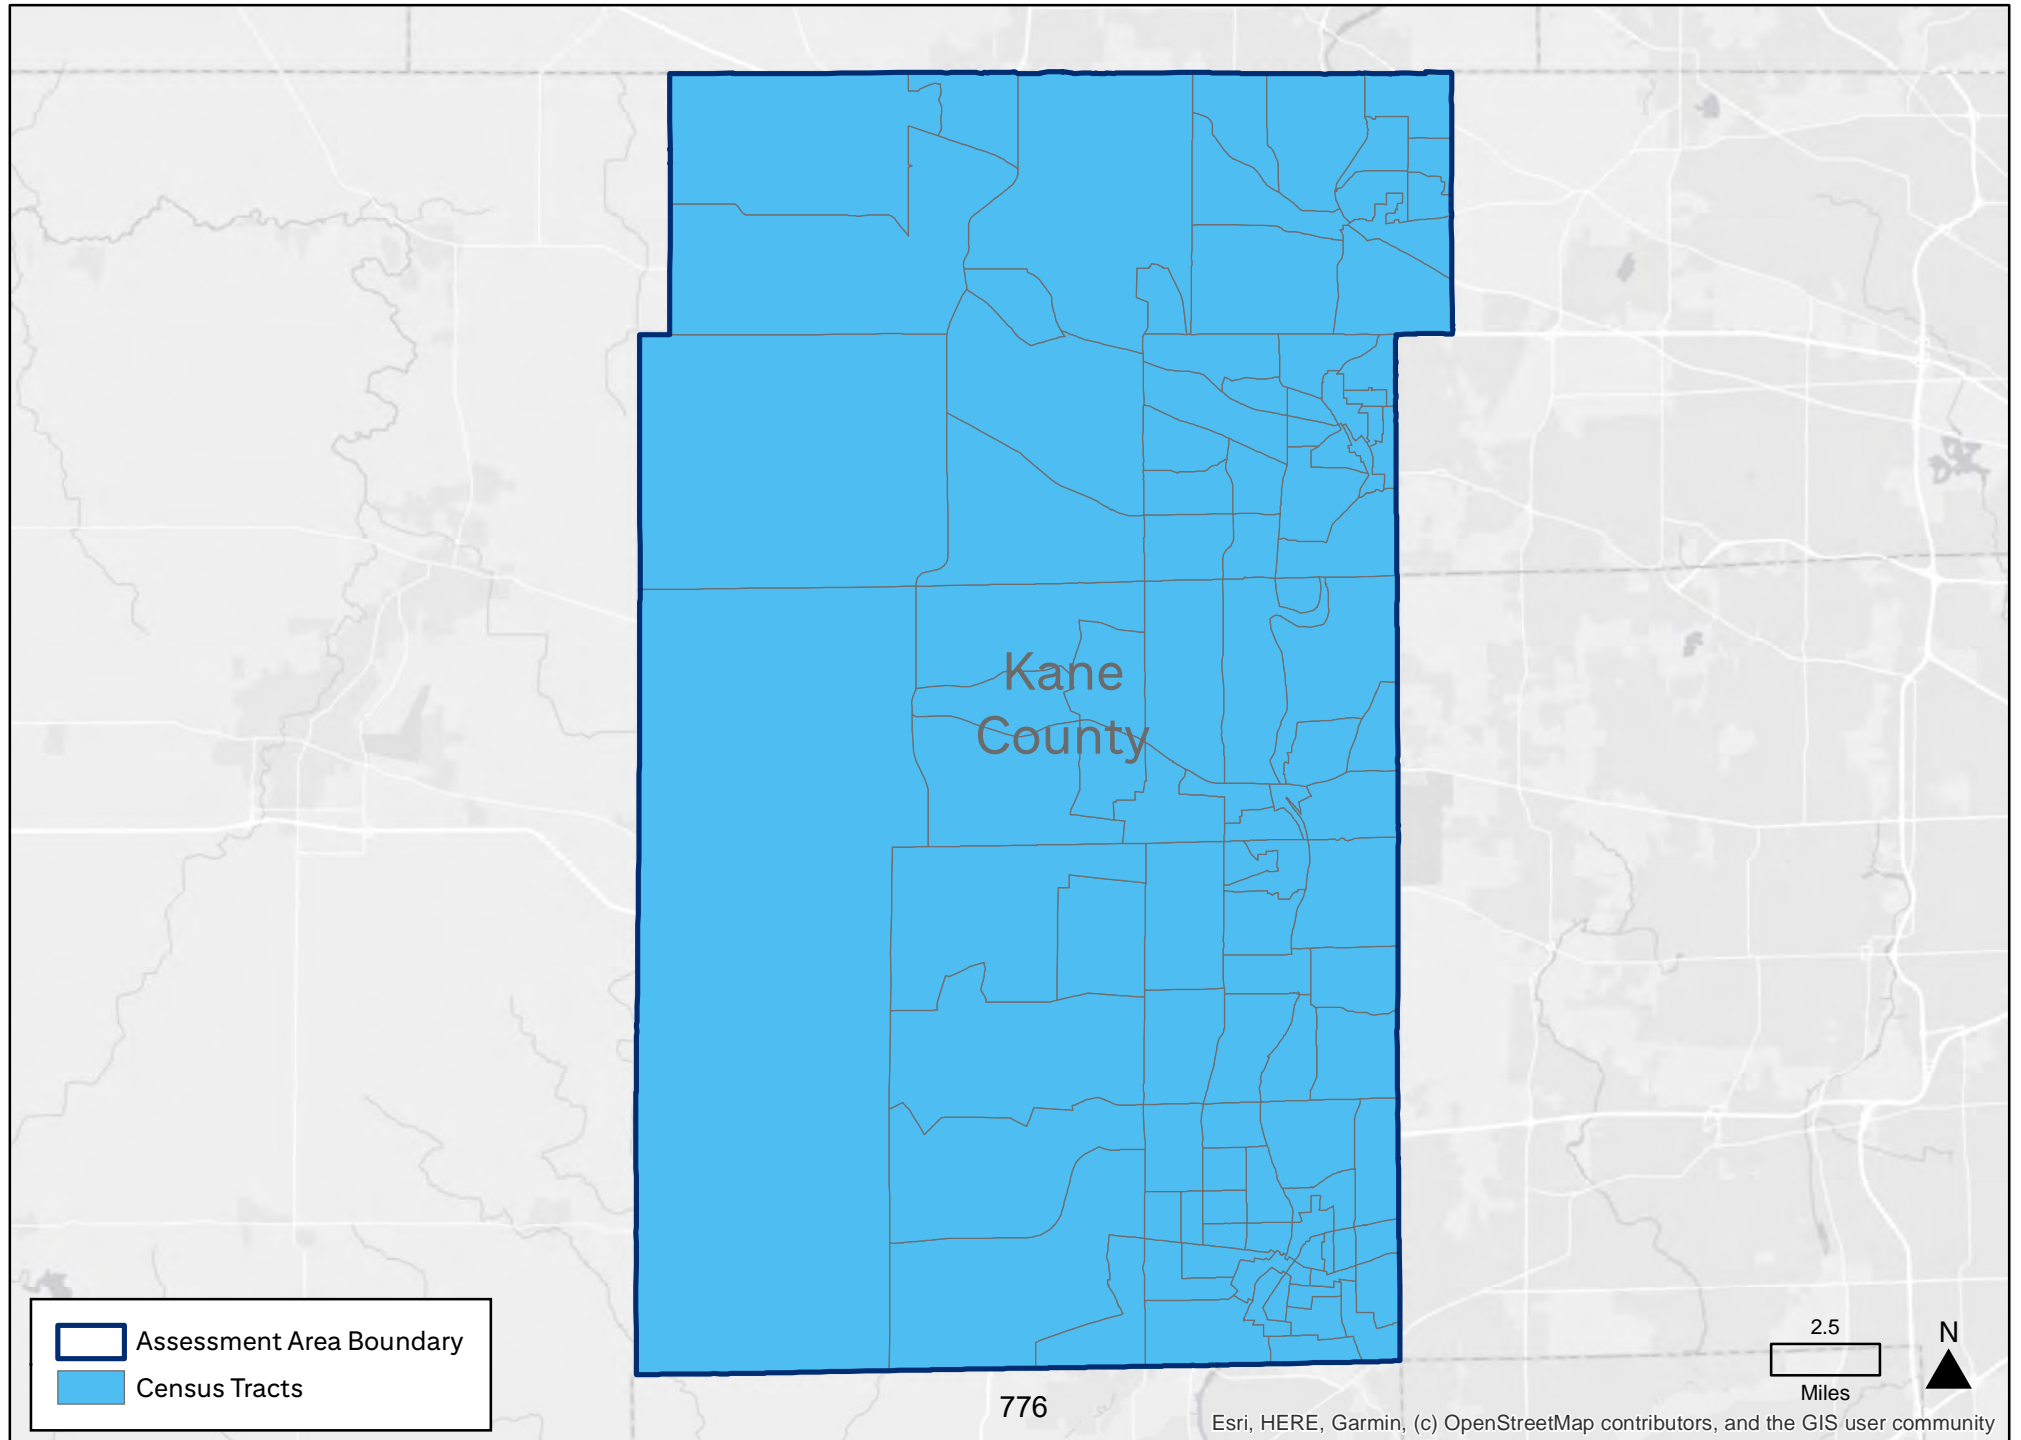 Kane
County
Assessment Area Boundary
Census Tracts
776
2.5
Miles
N
Esri, HERE, Garmin, (c) OpenStreetMap contributors, and the GIS user community